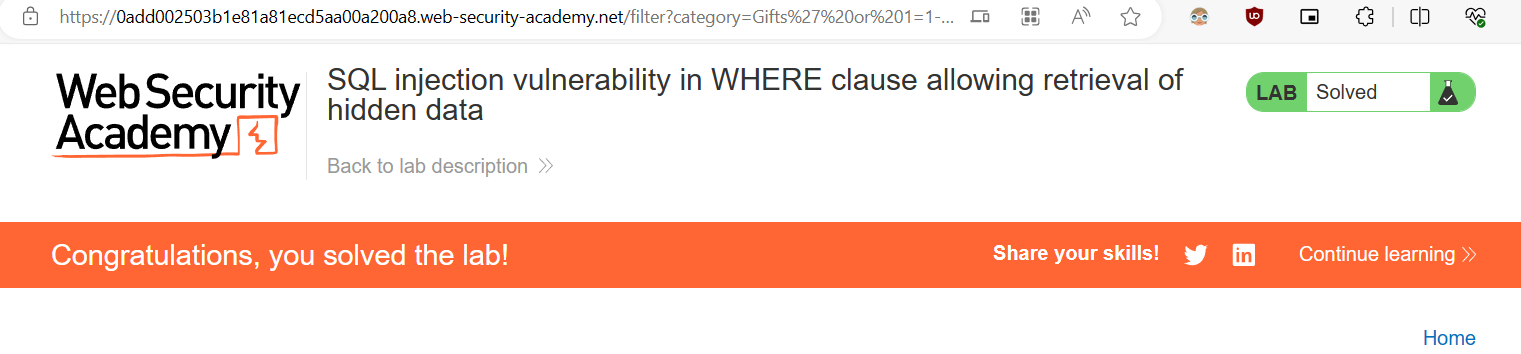 https://0add002503b1e81a81ecd5aa00a200a8.web-security-academy.net/filter?category=Gifts%27%20or%201=1-...
Web Security
Academy
SQL injection vulnerability in WHERE clause allowing retrieval of
hidden data
LAB Solved
Back to lab description
Congratulations, you solved the lab!
Share your skills!
Continue learning
Home